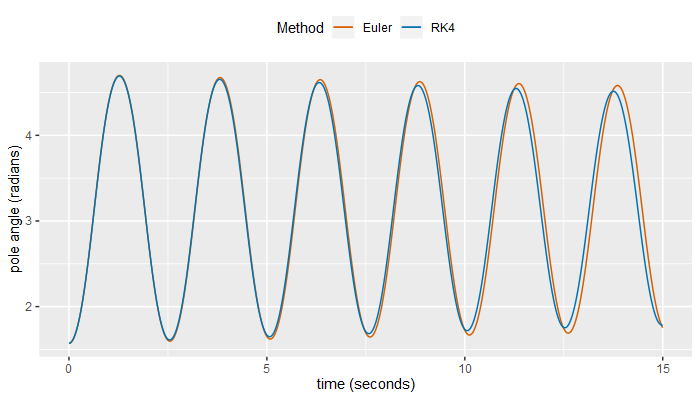 Method Euler RK4
pole angle (radians)
4
3
2
0 5 10 15
time (seconds)